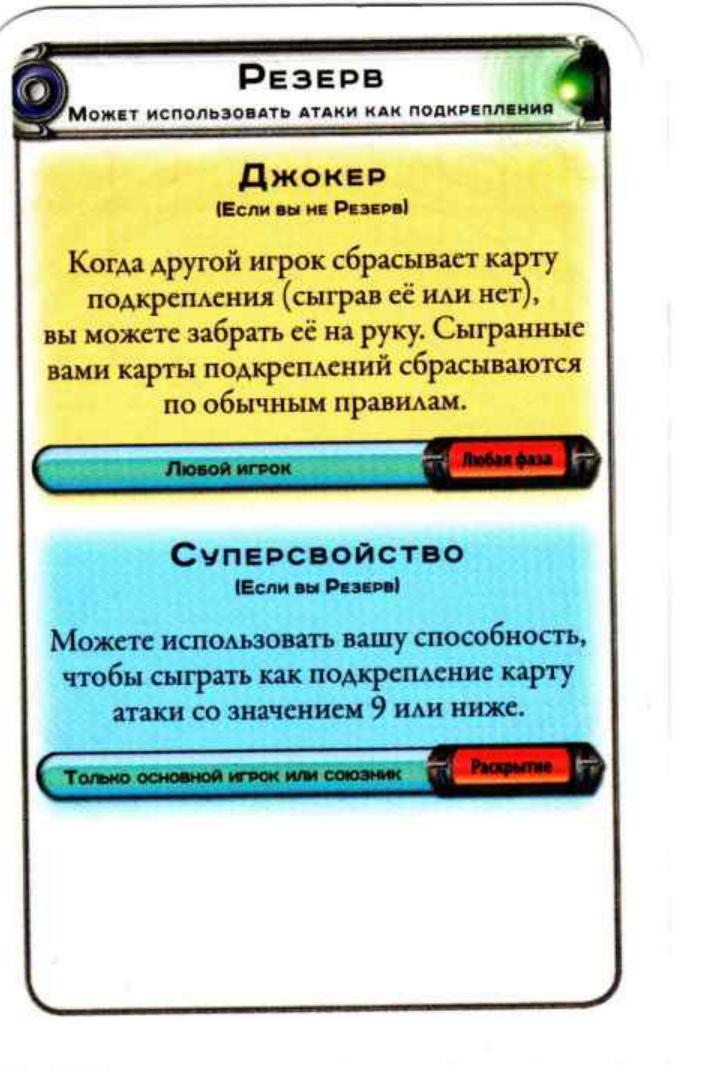 Резерв
Может использовать атаки как подкрепления
Джокер
(Если вы не Резерв)
Когда другой игрок сбрасывает карту
подкрепления (сыграв её или нет),
вы можете забрать её на руку. Сыгранные
вами карты подкреплений сбрасываются
по обычным правилам.
Любой игрок
Любая фаза
Суперсвойство
(Если вы Резерв)
Можете использовать вашу способность,
чтобы сыграть как подкрепление карту
атаки со значением 9 или ниже.
Только основной игрок или союзник
Раскрытие